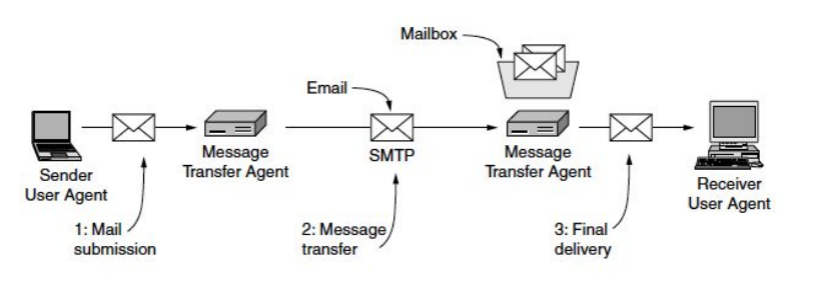 Mailbox
Email
SMTP
Sender
User Agent
Message
Transfer Agent
Message
Transfer Agent
Receiver
User Agent
1: Mail
submission
2: Message
transfer
3: Final
delivery